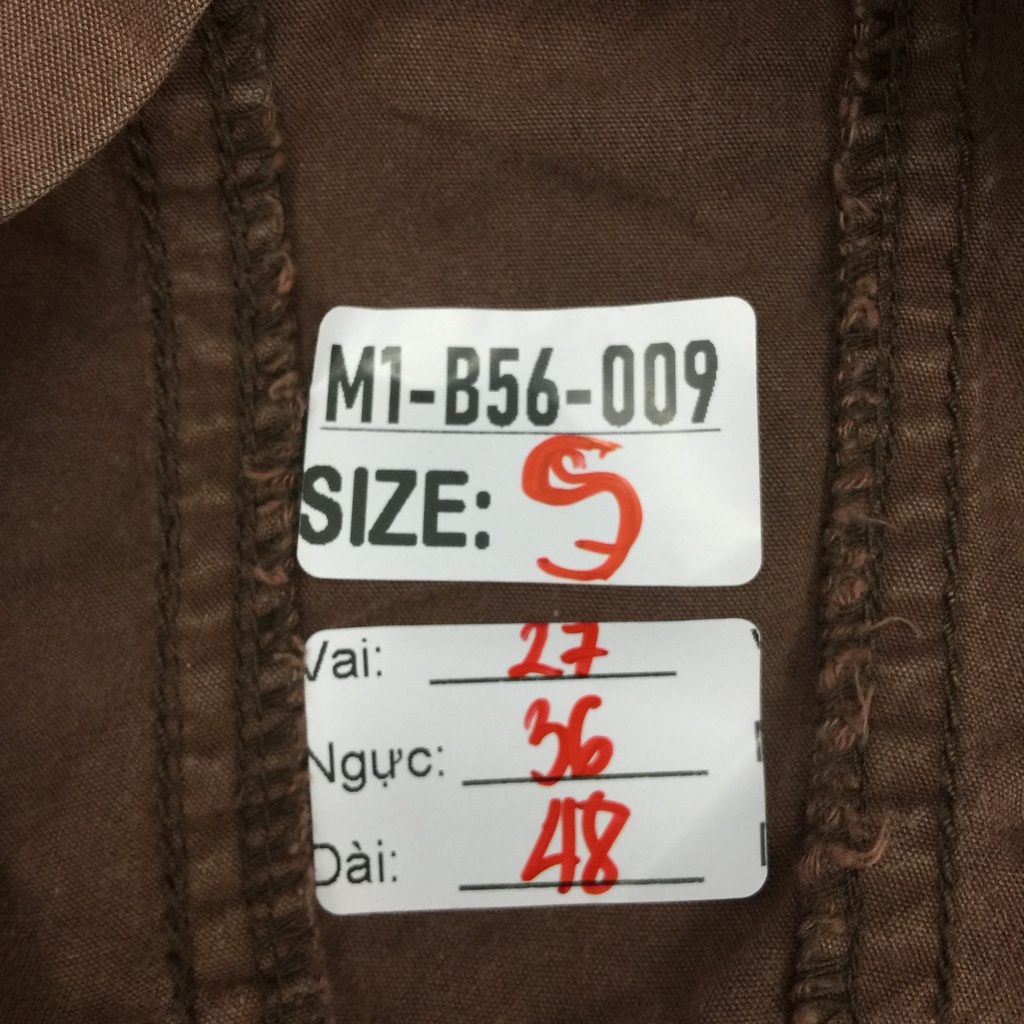 M1-B56-009
SIZE: S
Vai: 27
Ngực: 36
Dài: 48